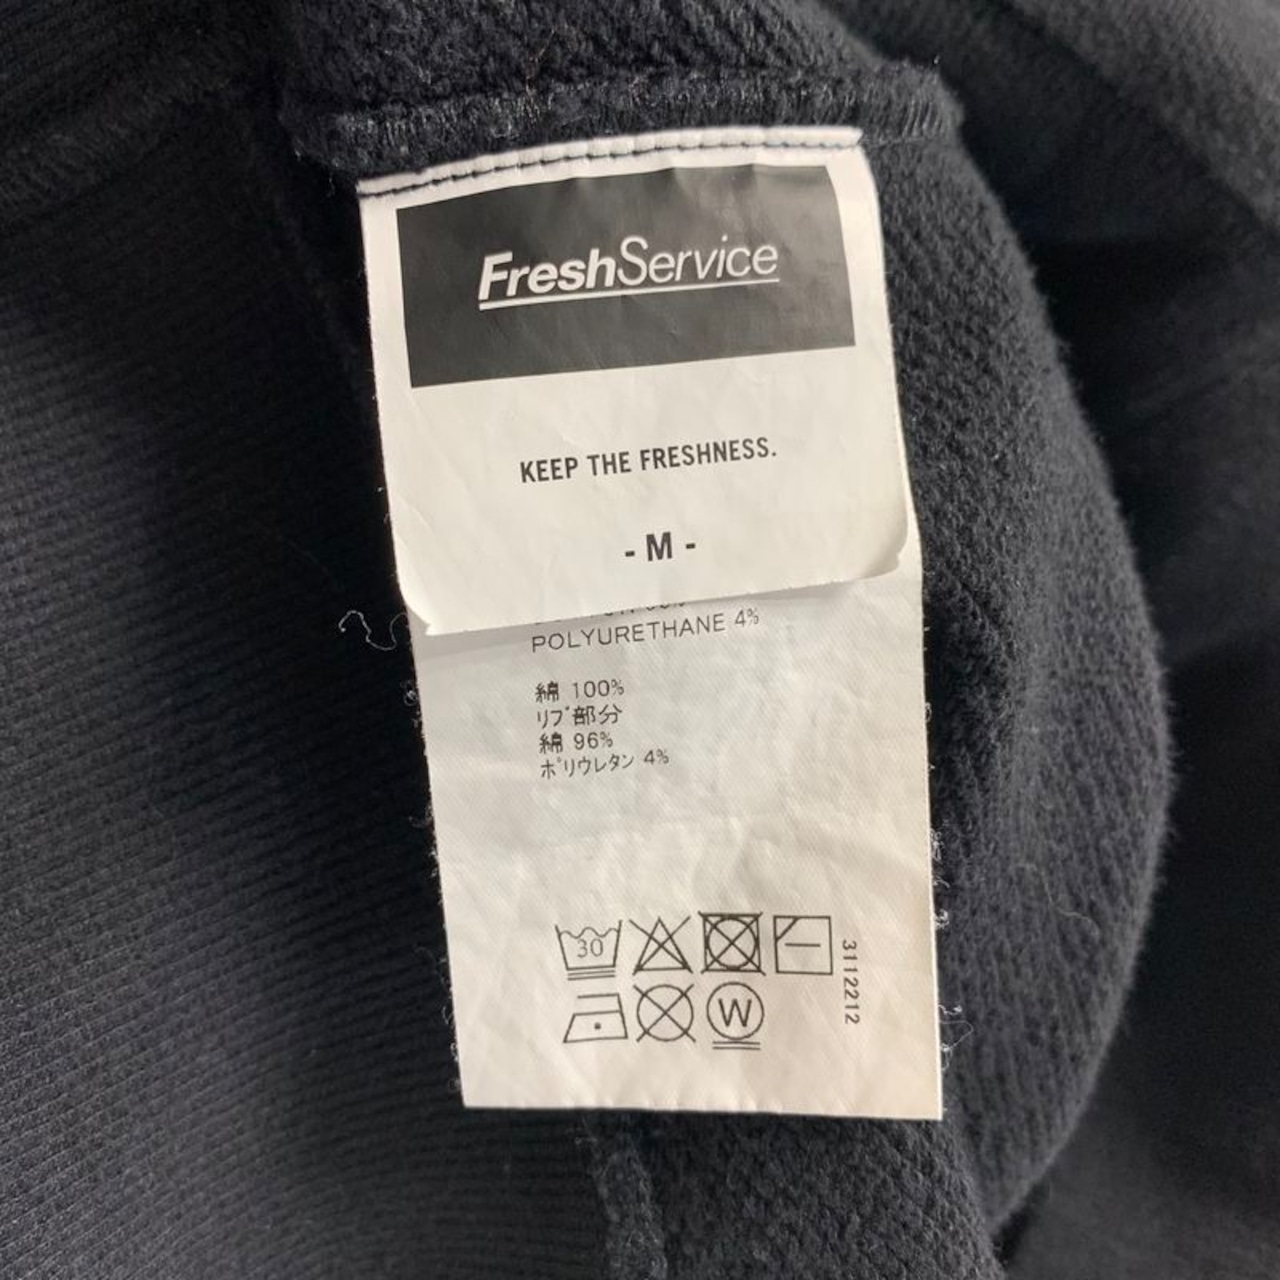 FreshService
KEEP THE FRESHNESS.
- M -
POLYURETHANE 4%
綿 100%
リブ部分
綿 96%
ポリウレタン 4%
30
W
3112212